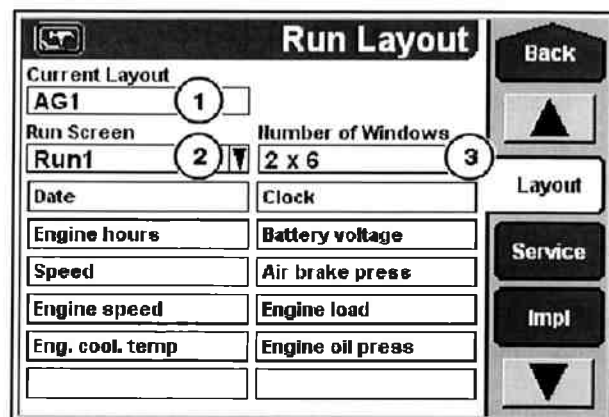 Run Layout
Back
Current Layout
AG1
1
Run Screen
Number of Windows
Run1
2
2 x 6
3
Layout
Date
Clock
Engine hours
Battery voltage
Service
Speed
Air brake press
Engine speed
Engine load
Impl
Eng. cool. temp
Engine oil press